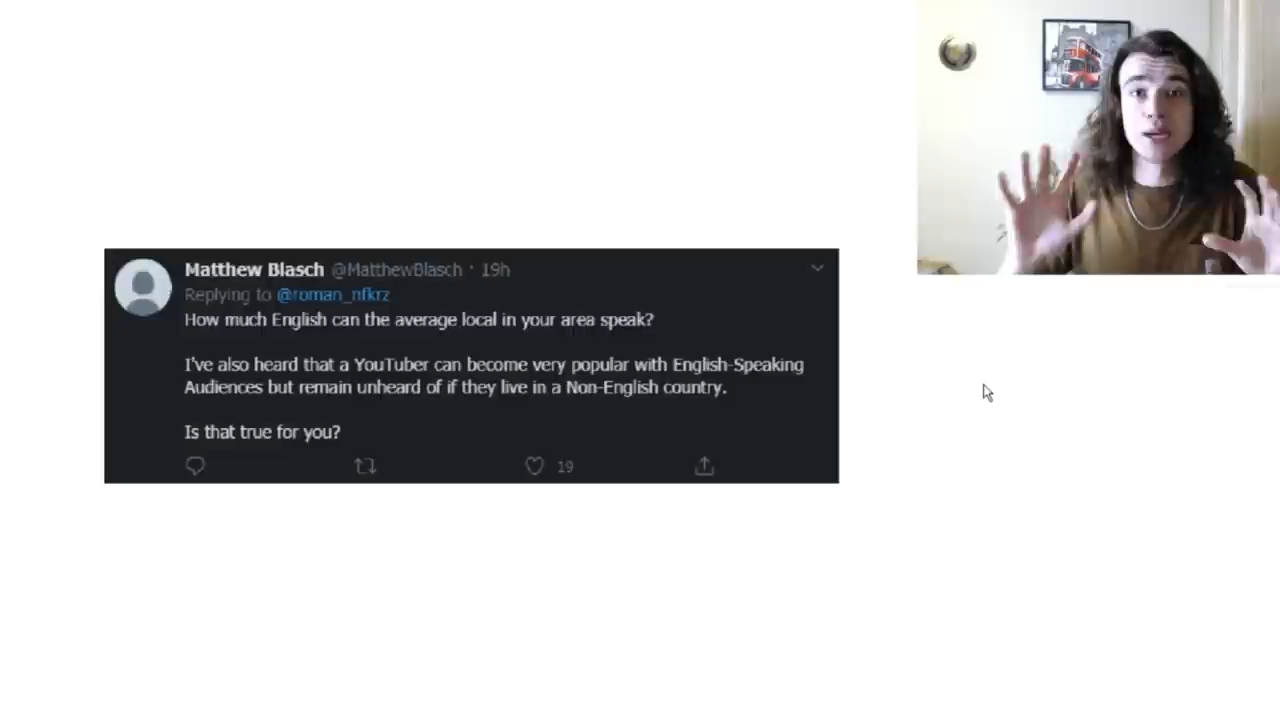 Matthew Blasch @MatthewBlasch · 19h
Replying to @roman_nfkrz
How much English can the average local in your area speak?
I've also heard that a YouTuber can become very popular with English-Speaking
Audiences but remain unheard of if they live in a Non-English country.
Is that true for you?
19